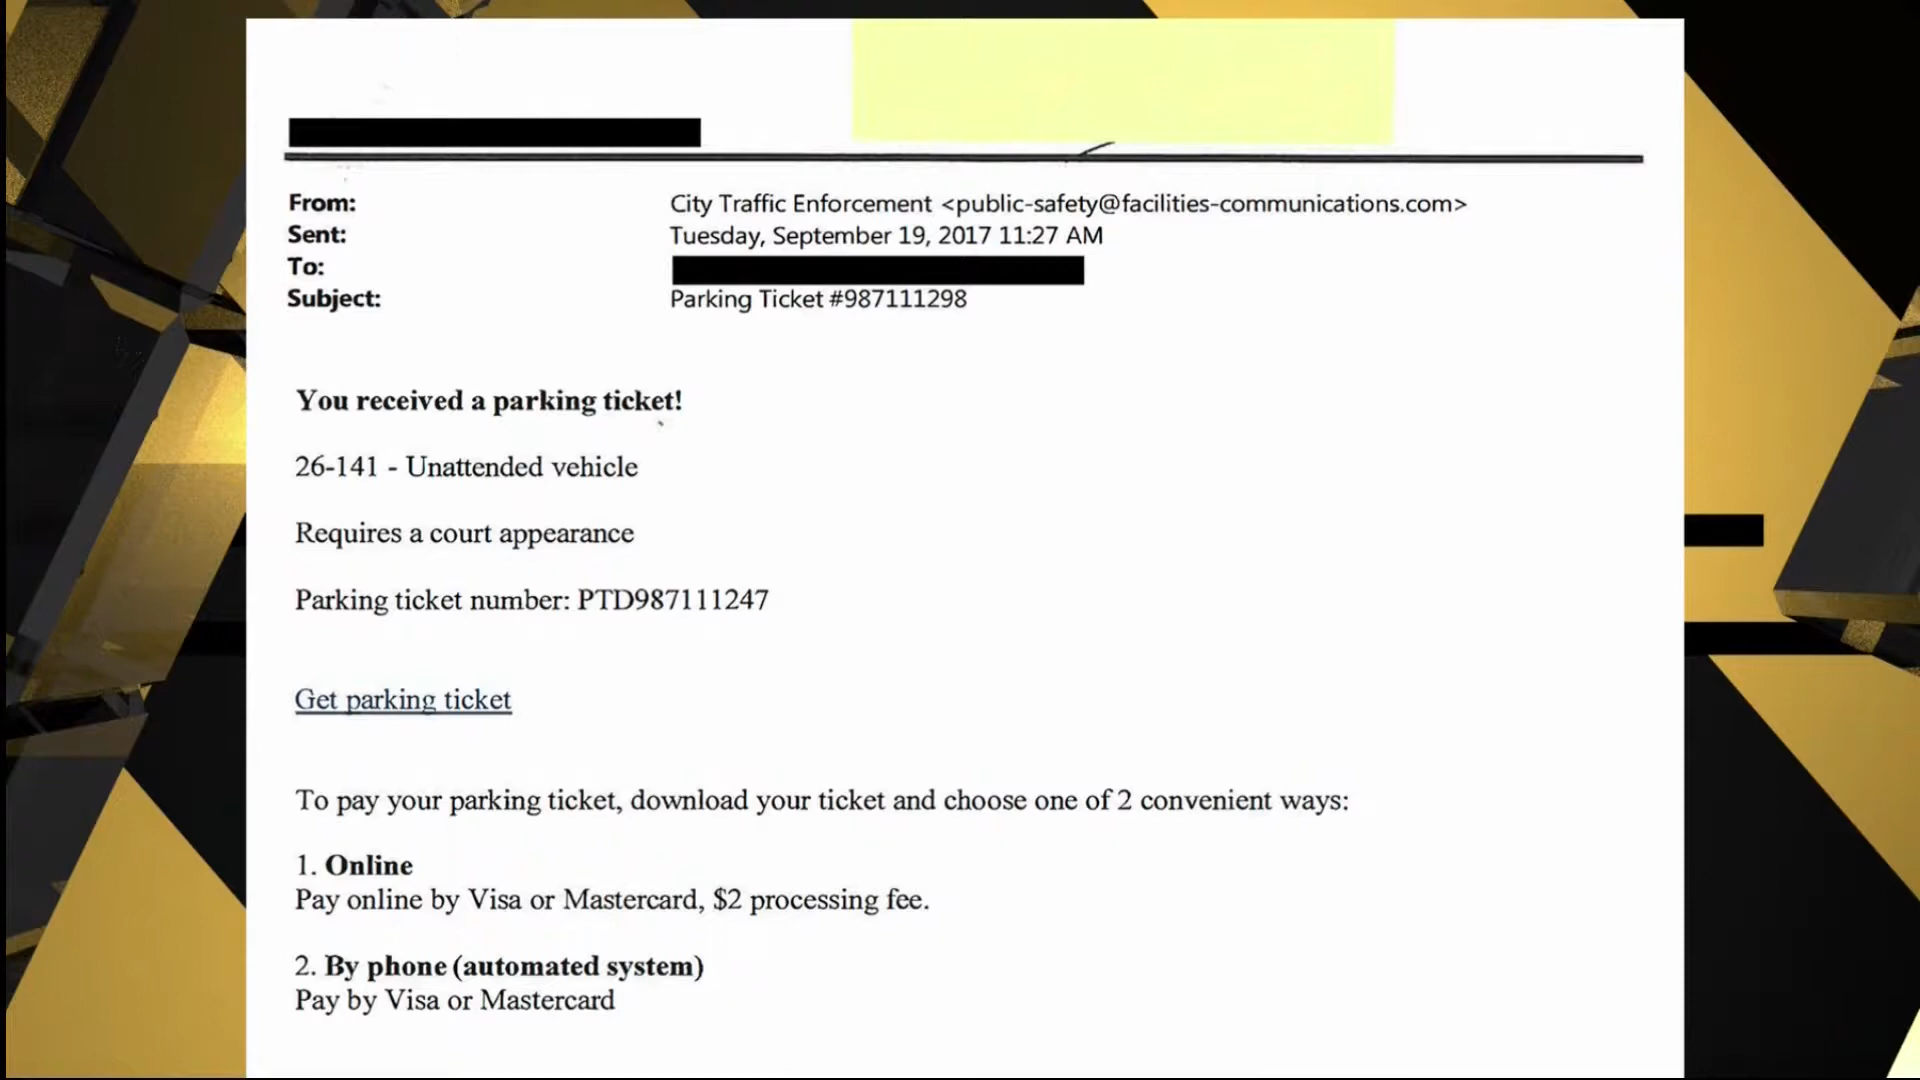 From: City Traffic Enforcement <public-safety@facilities-communications.com>
Sent: Tuesday, September 19, 2017 11:27 AM
To:
Subject: Parking Ticket #987111298
You received a parking ticket!
26-141 - Unattended vehicle
Requires a court appearance
Parking ticket number: PTD987111247
Get parking ticket
To pay your parking ticket, download your ticket and choose one of 2 convenient ways:
1. Online
Pay online by Visa or Mastercard, $2 processing fee.
2. By phone (automated system)
Pay by Visa or Mastercard